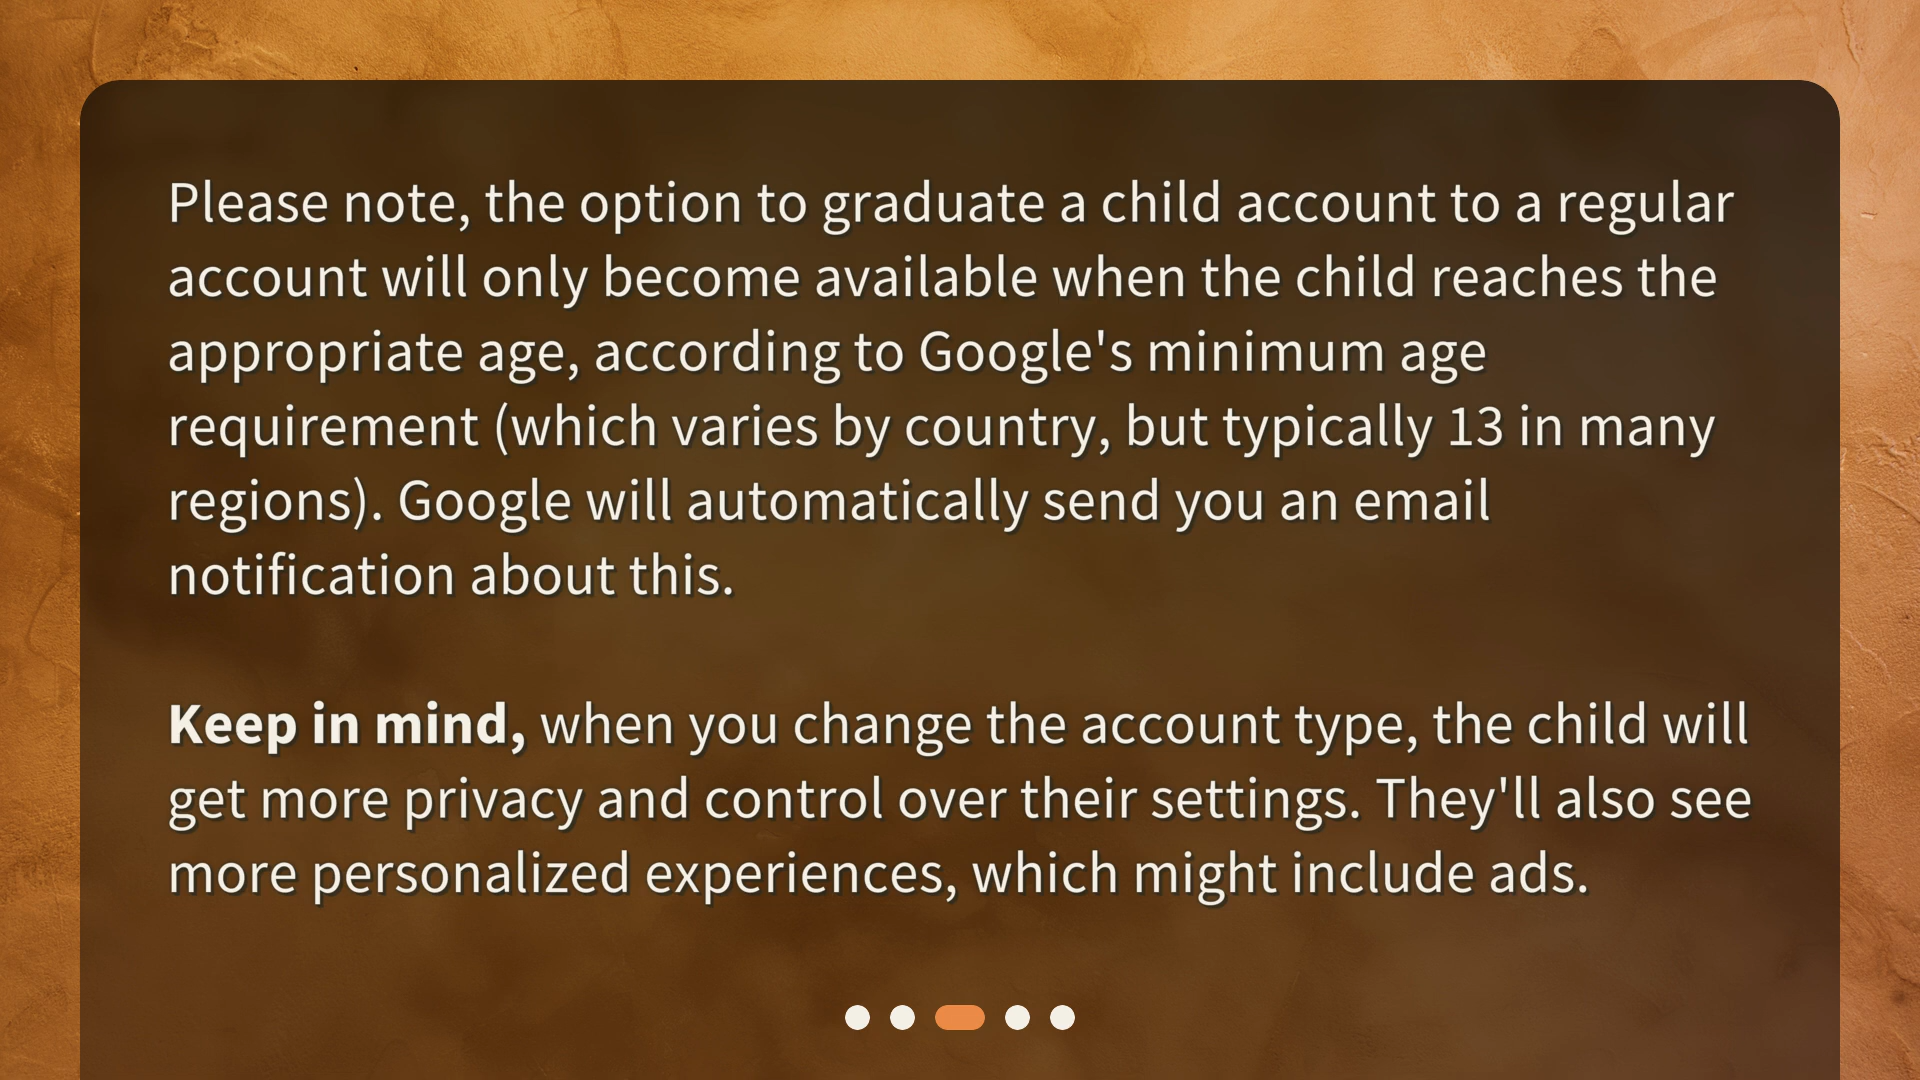 Please note, the option to graduate a child account to a regular
account will only become available when the child reaches the
appropriate age, according to Google's minimum age
requirement (which varies by country, but typically 13 in many
regions). Google will automatically send you an email
notification about this.
Keep in mind, when you change the account type, the child will
get more privacy and control over their settings. They'll also see
more personalized experiences, which might include ads.